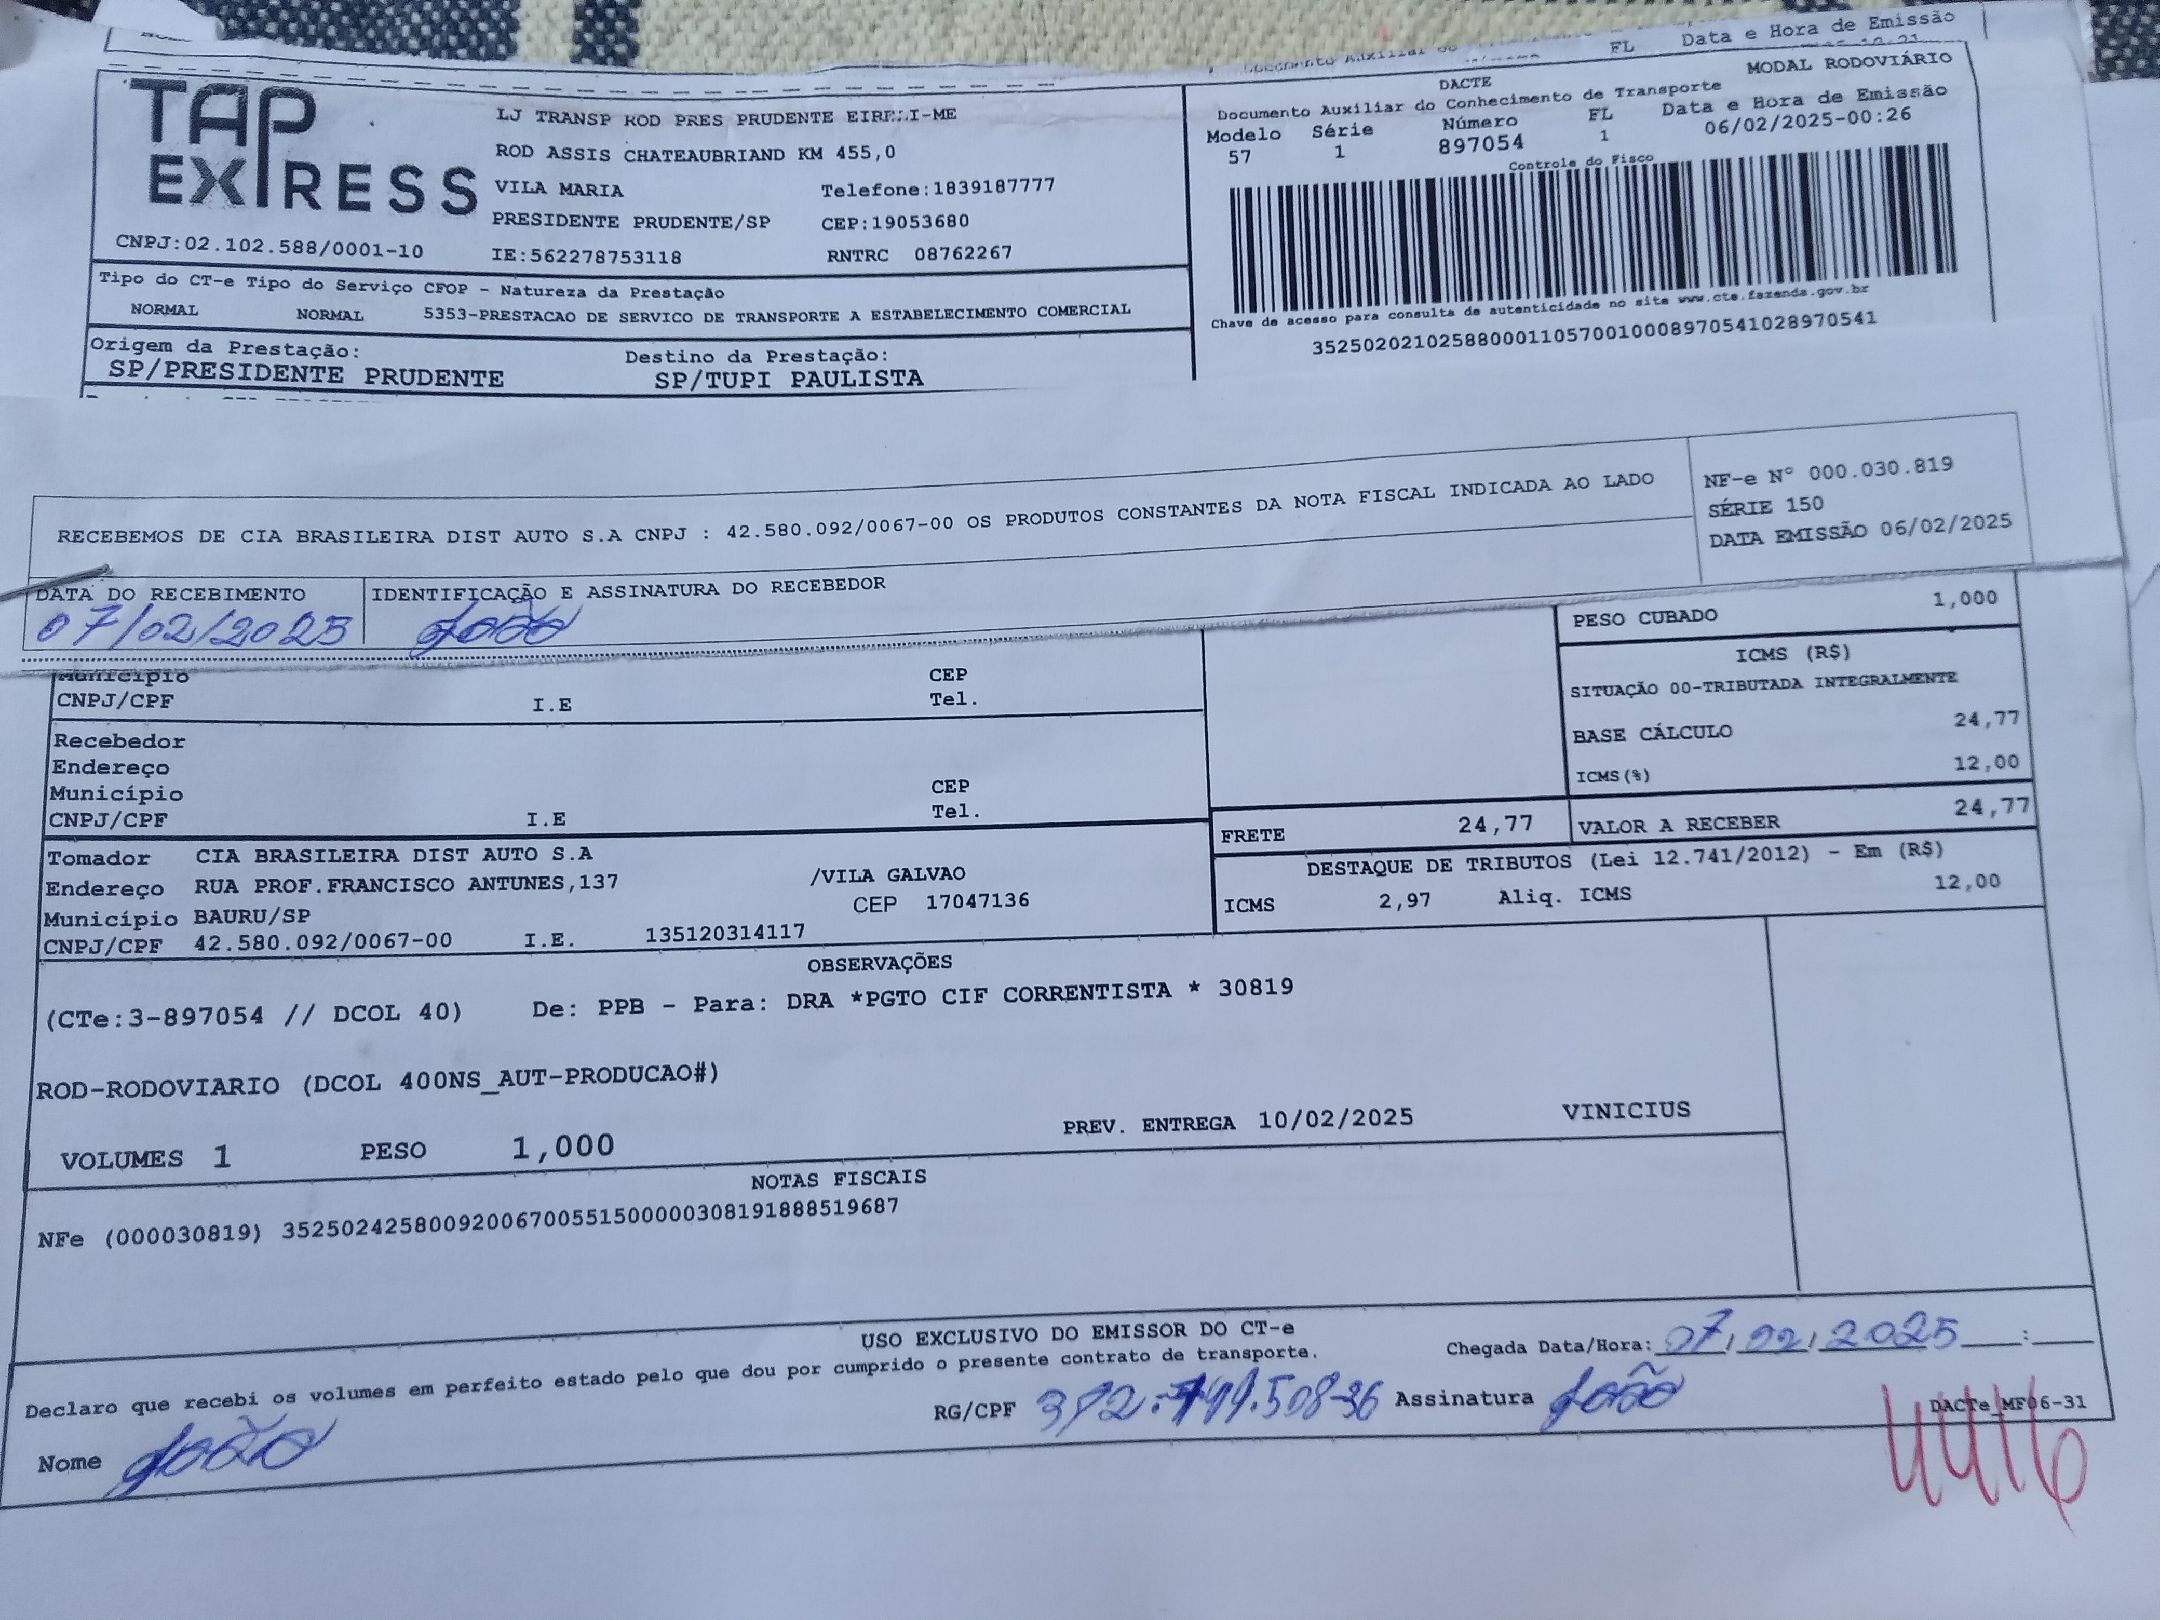 FL Data e Hora de Emissão
TAP EXPRESS
LJ TRANSP ROD PRES PRUDENTE EIRELI-ME
ROD ASSIS CHATEAUBRIAND KM 455,0
VILA MARIA Telefone:1839187777
PRESIDENTE PRUDENTE/SP CEP:19053680
CNPJ:02.102.588/0001-10 IE:562278753118 RNTRC 08762267
DACTE MODAL RODOVIÁRIO
Documento Auxiliar do Conhecimento de Transporte
Modelo Série Número FL Data e Hora de Emissão
57 1 897054 1 06/02/2025-00:26
Controle do Fisco
Chave de acesso para consulta de autenticidade no site www.cte.fazenda.gov.br
35250202102588000110570010008970541028970541
Tipo do CT-e Tipo do Serviço CFOP - Natureza da Prestação
NORMAL NORMAL 5353-PRESTACAO DE SERVICO DE TRANSPORTE A ESTABELECIMENTO COMERCIAL
Origem da Prestação: Destino da Prestação:
SP/PRESIDENTE PRUDENTE SP/TUPI PAULISTA
RECEBEMOS DE CIA BRASILEIRA DIST AUTO S.A CNPJ : 42.580.092/0067-00 OS PRODUTOS CONSTANTES DA NOTA FISCAL INDICADA AO LADO
NF-e N° 000.030.819
SÉRIE 150
DATA EMISSÃO 06/02/2025
DATA DO RECEBIMENTO IDENTIFICAÇÃO E ASSINATURA DO RECEBEDOR
07/02/2025 João
PESO CUBADO 1,000
ICMS (R$)
SITUAÇÃO 00-TRIBUTADA INTEGRALMENTE
BASE CÁLCULO 24,77
ICMS(%) 12,00
Município CEP
CNPJ/CPF I.E Tel.
Recebedor
Endereço
Município CEP
CNPJ/CPF I.E Tel.
FRETE 24,77 VALOR A RECEBER 24,77
DESTAQUE DE TRIBUTOS (Lei 12.741/2012) - Em (R$)
ICMS 2,97 Aliq. ICMS 12,00
Tomador CIA BRASILEIRA DIST AUTO S.A
Endereço RUA PROF.FRANCISCO ANTUNES,137 /VILA GALVAO
Município BAURU/SP CEP 17047136
CNPJ/CPF 42.580.092/0067-00 I.E. 135120314117
OBSERVAÇÕES
(CTe:3-897054 // DCOL 40) De: PPB - Para: DRA *PGTO CIF CORRENTISTA * 30819
ROD-RODOVIARIO (DCOL 400NS_AUT-PRODUCAO#)
PREV. ENTREGA 10/02/2025 VINICIUS
VOLUMES 1 PESO 1,000
NOTAS FISCAIS
NFe (000030819) 35250242580092006700551500000308191888519687
USO EXCLUSIVO DO EMISSOR DO CT-e
Declaro que recebi os volumes em perfeito estado pelo que dou por cumprido o presente contrato de transporte.
Chegada Data/Hora: 07/02/2025 :
Nome João RG/CPF Assinatura João
DACTe_MF06-31
4416